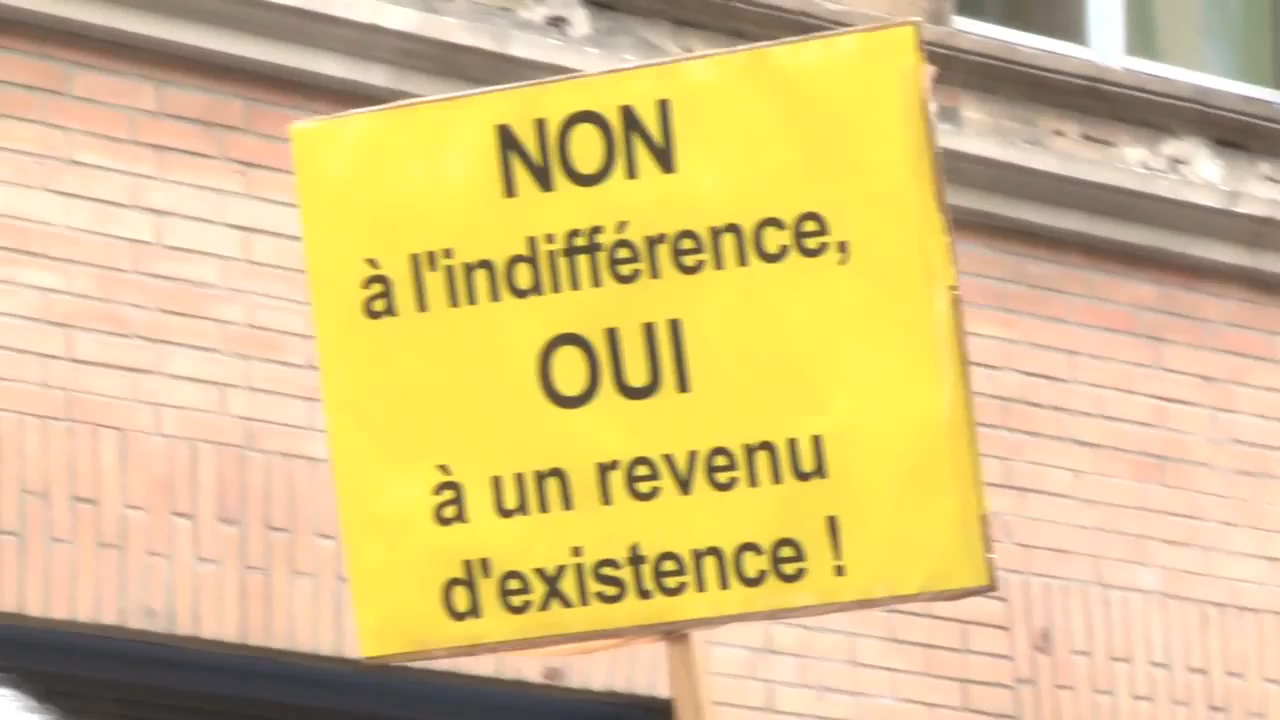 NON
à l'indifférence,
OUI
à un revenu
d'existence !